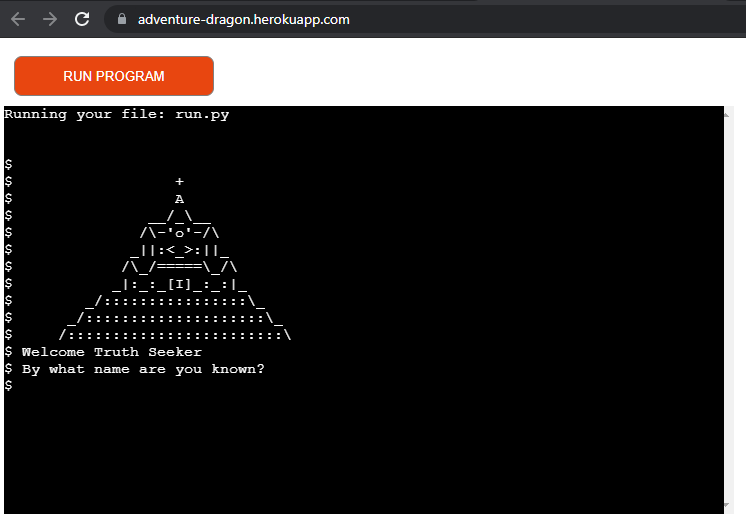 adventure-dragon.herokuapp.com
RUN PROGRAM
Running your file: run.py
$
$                  +
$                  A
$               __/_\__
$              /\-'o'-/\
$             _||:<_>:||_
$            /\_/=====\_/\
$           _|:_:_[I]_:_:|_
$        _/::::::::::::::::\_
$      _/::::::::::::::::::::\_
$     /::::::::::::::::::::::::\
$ Welcome Truth Seeker
$ By what name are you known?
$